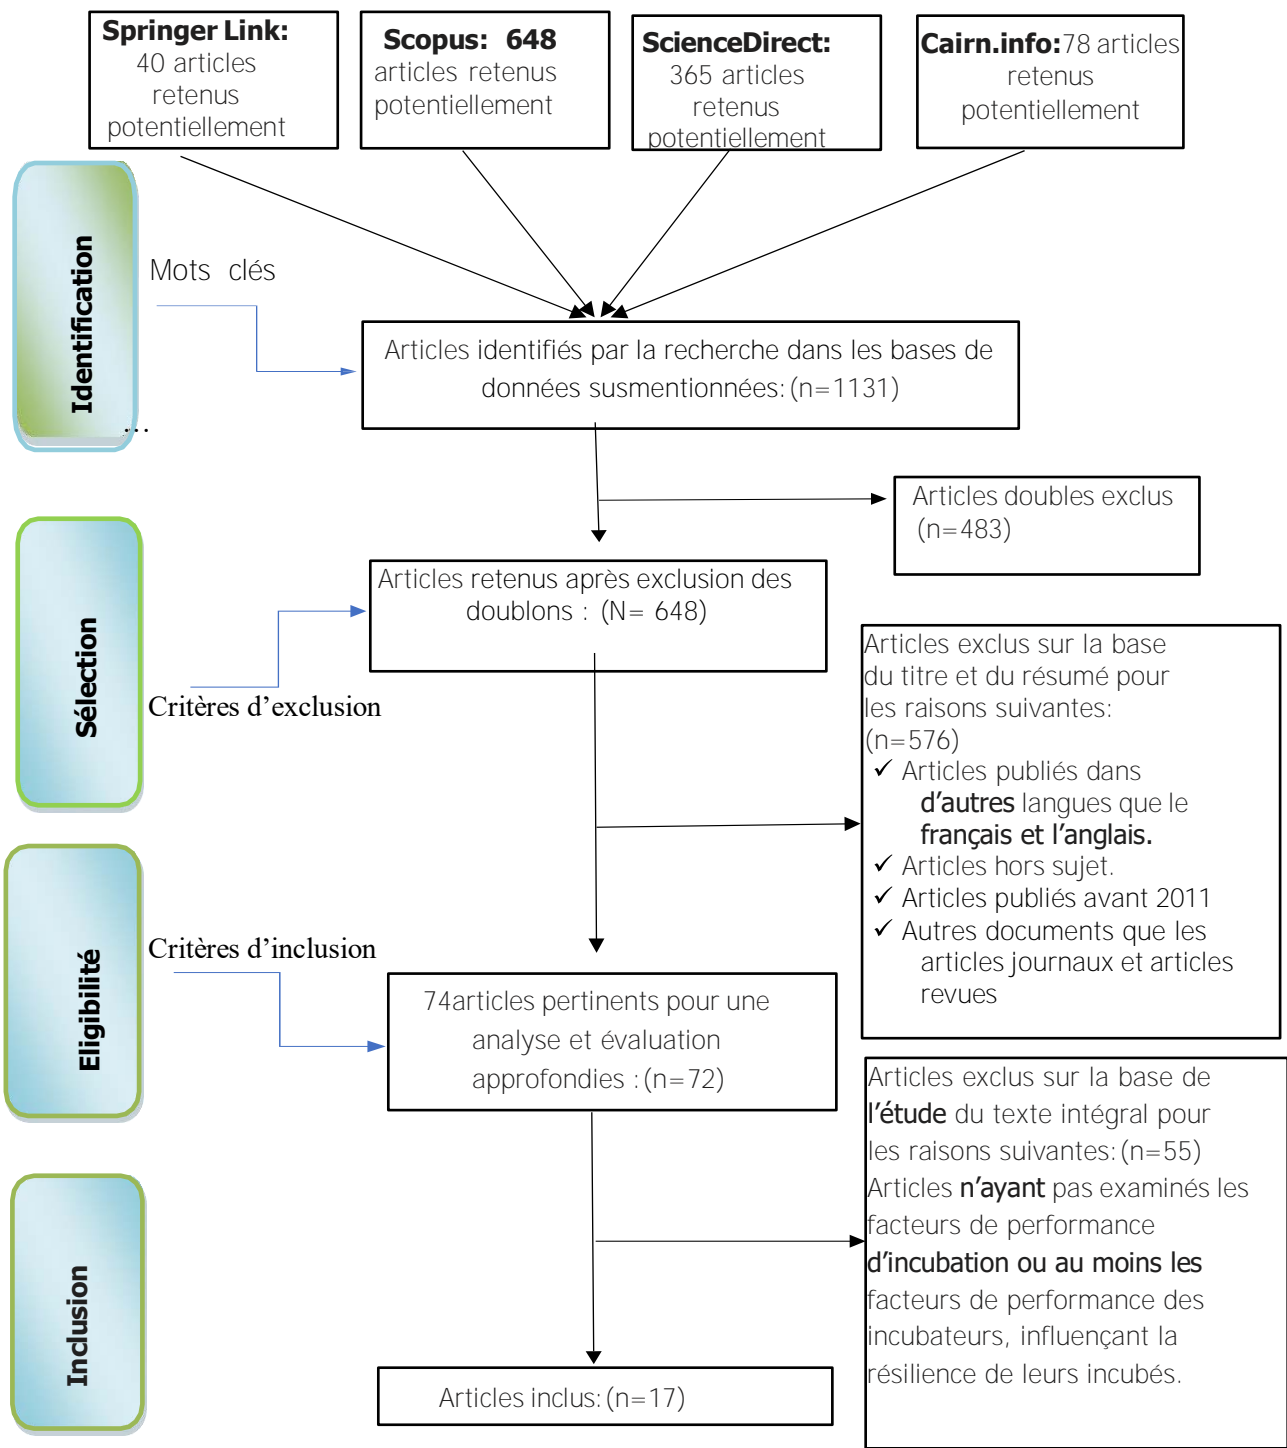 Springer Link:
40 articles
retenus
potentiellement
Scopus: 648
articles retenus
potentiellement
ScienceDirect:
365 articles
retenus
potentiellement
Cairn.info:78 articles
retenus
potentiellement
Identification
...
Mots clés
Articles identifiés par la recherche dans les bases de
données susmentionnées: (n=1131)
Articles doubles exclus
(n=483)
Sélection
Articles retenus après exclusion des
doublons : (N= 648)
Critères d’exclusion
Articles exclus sur la base
du titre et du résumé pour
les raisons suivantes:
(n=576)
✓ Articles publiés dans
d’autres langues que le
français et l’anglais.
✓ Articles hors sujet.
✓ Articles publiés avant 2011
✓ Autres documents que les
articles journaux et articles
revues
Eligibilité
Critères d’inclusion
74articles pertinents pour une
analyse et évaluation
approfondies : (n=72)
Articles exclus sur la base de
l’étude du texte intégral pour
les raisons suivantes: (n=55)
Articles n’ayant pas examinés les
facteurs de performance
d’incubation ou au moins les
facteurs de performance des
incubateurs, influençant la
résilience de leurs incubés.
Inclusion
Articles inclus: (n=17)